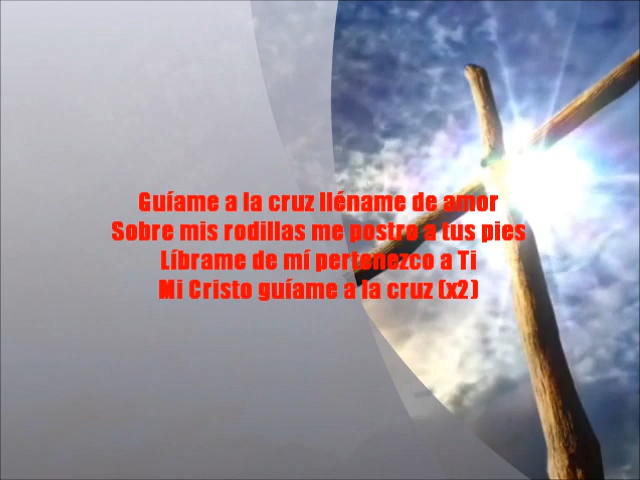 Guíame a la cruz lléname de amor
Sobre mis rodillas me postro a tus pies
Líbrame de mí pertenezco a Ti
Mi Cristo guíame a la cruz (x2)